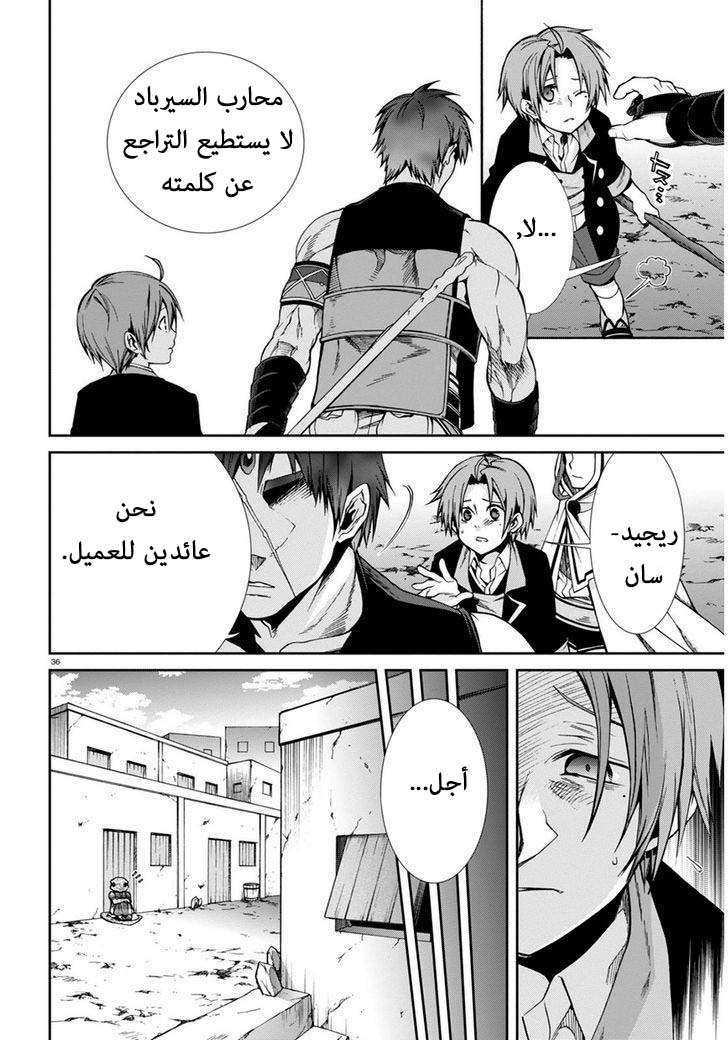 لا,...
محارب السيرباد
لا يستطيع التراجع
عن كلمته
ريجيد-
سان
نحن
عائدين للعميل.
36
أجل...